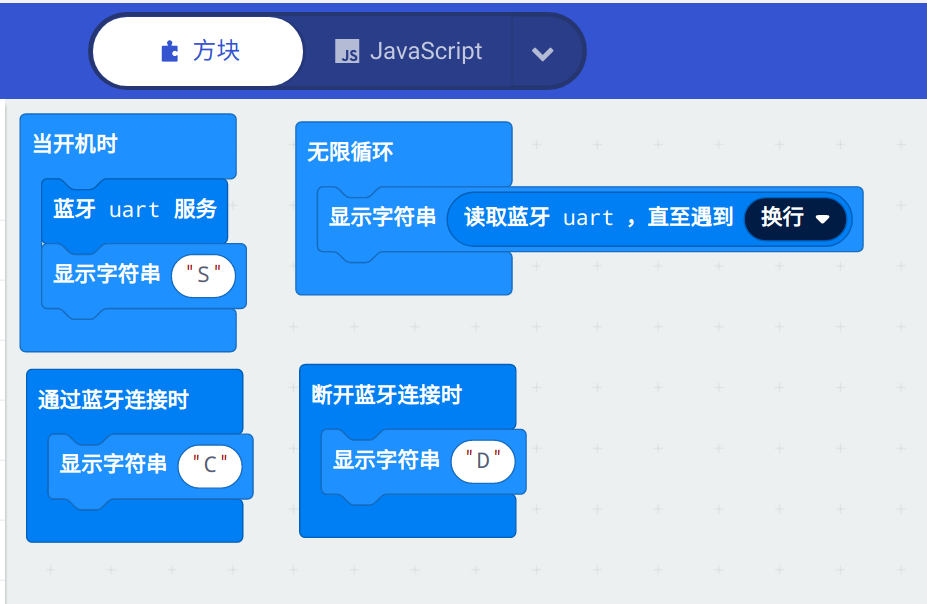 方块 JS JavaScript
当开机时
蓝牙 uart 服务
显示字符串 "S"
无限循环
显示字符串 读取蓝牙 uart ，直至遇到 换行
通过蓝牙连接时
显示字符串 "C"
断开蓝牙连接时
显示字符串 "D"